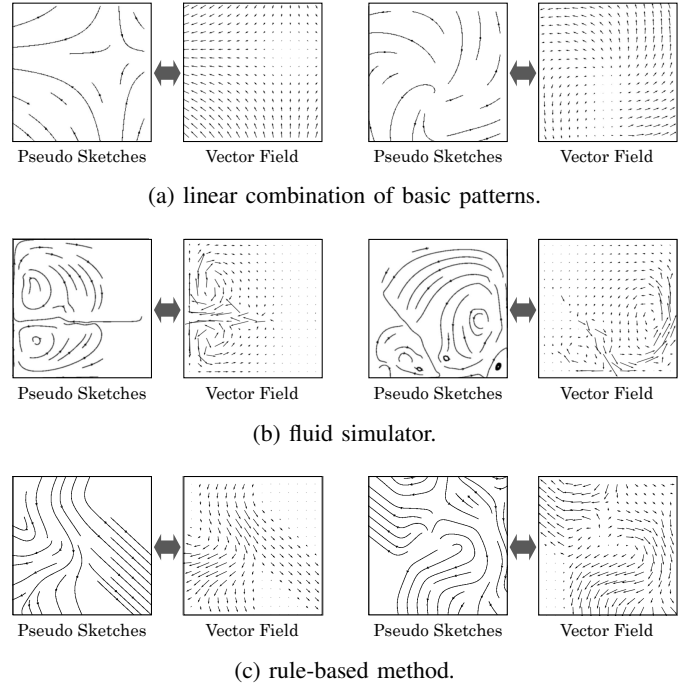 Pseudo Sketches Vector Field Pseudo Sketches Vector Field
(a) linear combination of basic patterns.
Pseudo Sketches Vector Field Pseudo Sketches Vector Field
(b) fluid simulator.
Pseudo Sketches Vector Field Pseudo Sketches Vector Field
(c) rule-based method.